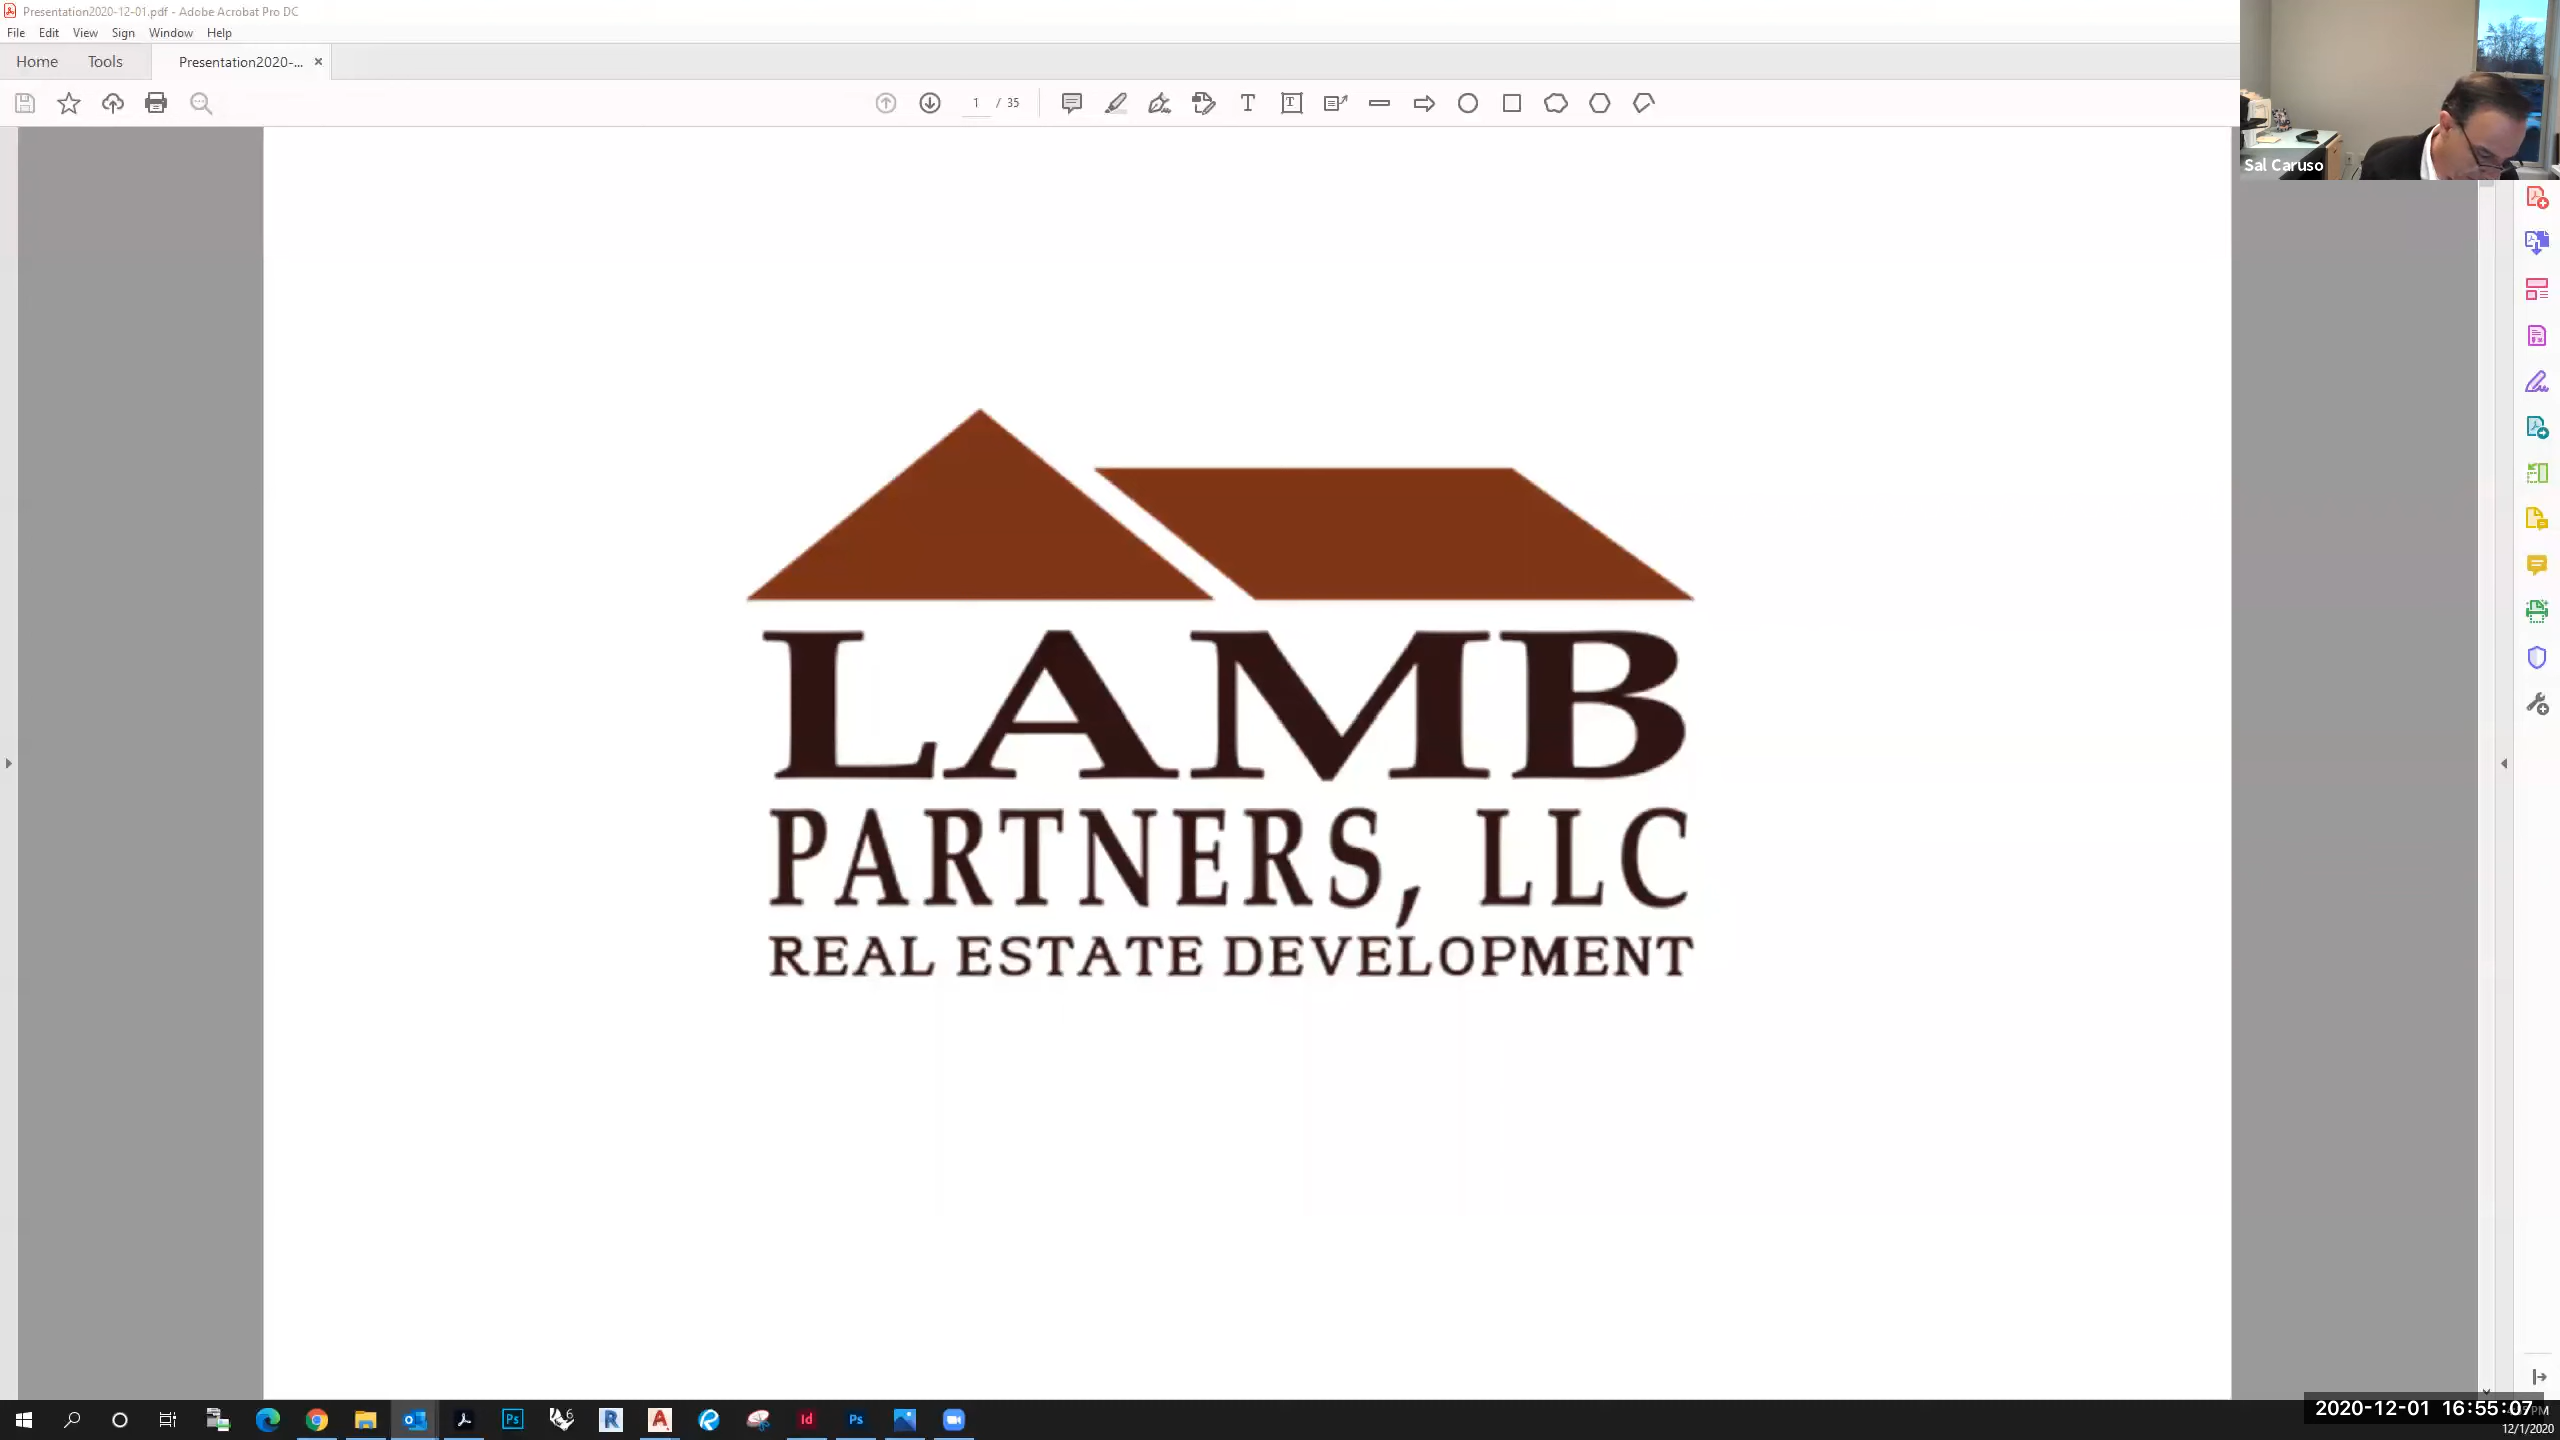 Presentation2020-12-01.pdf - Adobe Acrobat Pro DC
File Edit View Sign Window Help
Home Tools Presentation2020-...
1 / 35
Sal Caruso
LAMB
PARTNERS, LLC
REAL ESTATE DEVELOPMENT
2020-12-01 16:55:07
12/1/2020